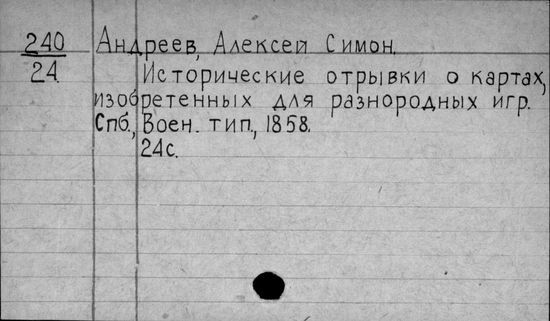 240 Андреев, Алексей Симон.
24 Исторические отрывки о картах,
изобретенных для разнородных игр.
Спб., Воен. тип., 1858.
24с.